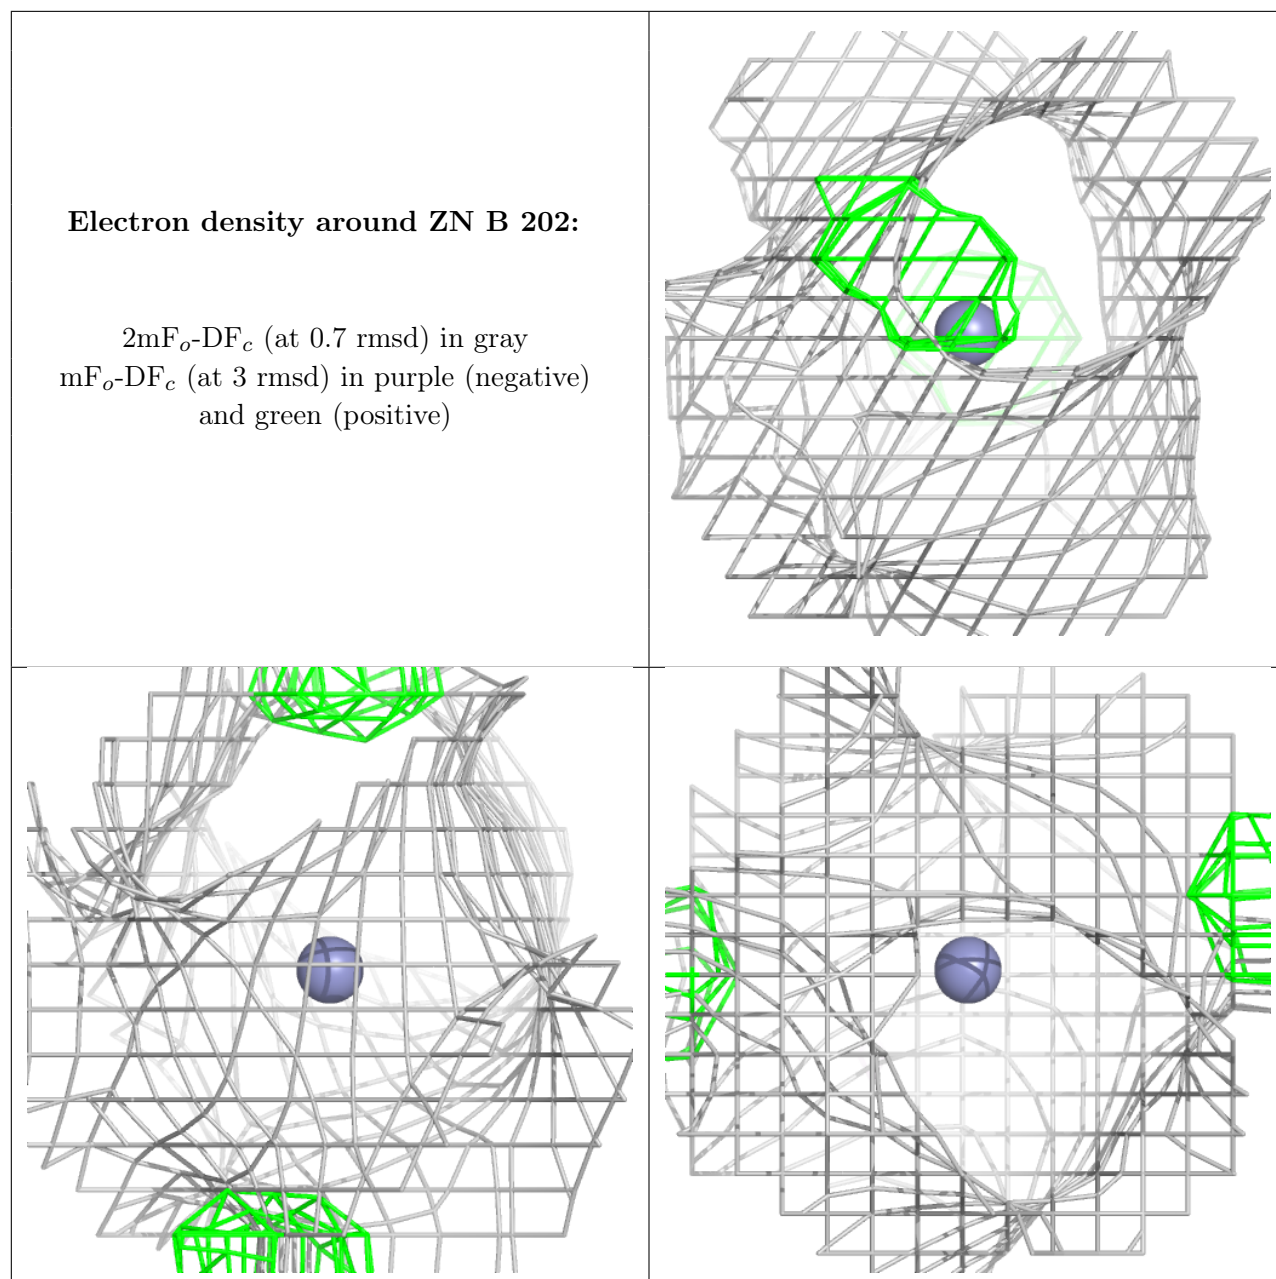 Electron density around ZN B 202:
2mFo-DFc (at 0.7 rmsd) in gray
mFo-DFc (at 3 rmsd) in purple (negative)
and green (positive)